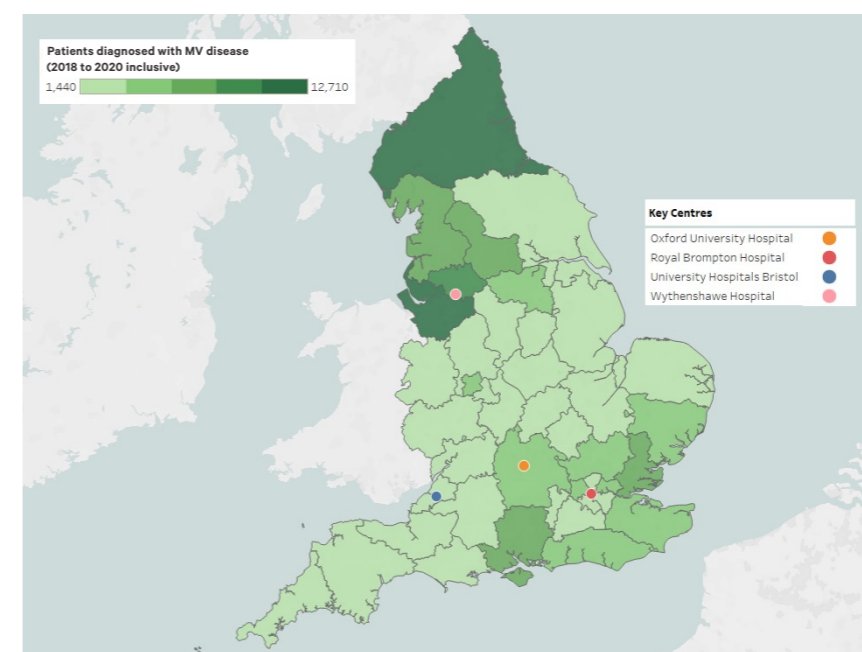 Patients diagnosed with MV disease
(2018 to 2020 inclusive)
1,440 12,710
Key Centres
Oxford University Hospital
Royal Brompton Hospital
University Hospitals Bristol
Wythenshawe Hospital